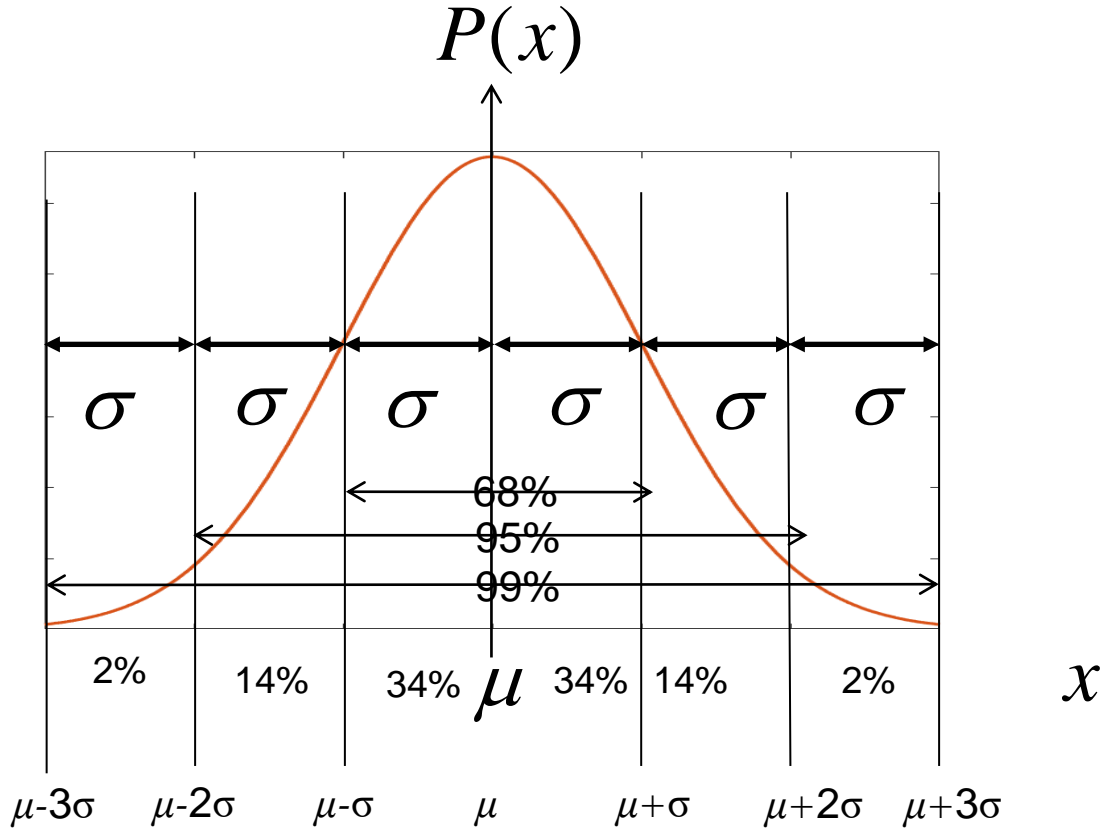 P(x)
σ σ σ σ σ σ
68%
95%
99%
2% 14% 34% μ 34% 14% 2% x
μ-3σ μ-2σ μ-σ μ μ+σ μ+2σ μ+3σ